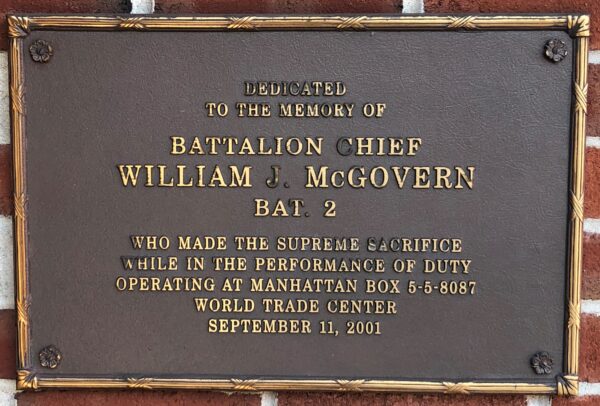 DEDICATED
TO THE MEMORY OF
BATTALION CHIEF
WILLIAM J. McGOVERN
BAT. 2
WHO MADE THE SUPREME SACRIFICE
WHILE IN THE PERFORMANCE OF DUTY
OPERATING AT MANHATTAN BOX 5-5-8087
WORLD TRADE CENTER
SEPTEMBER 11, 2001